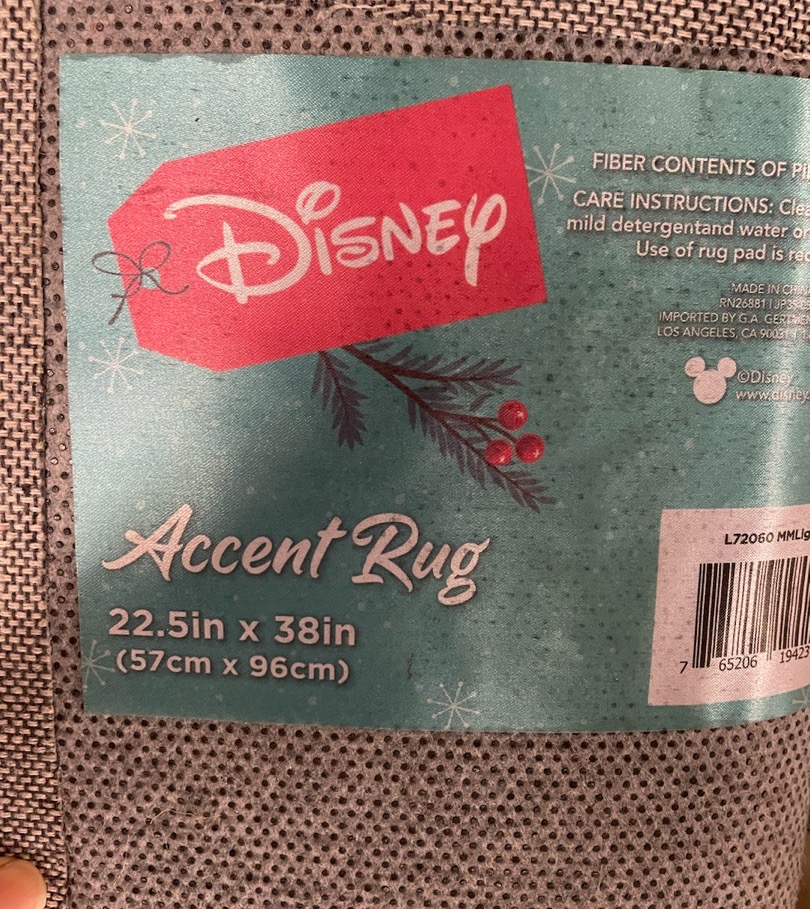 Disney
FIBER CONTENTS OF
CARE INSTRUCTIONS:
mild detergentand water or
Use of rug pad is
MADE IN
IMPORTED BY G.A.
LOS ANGELES, CA
©Disney
Accent Rug
22.5in x 38in
(57cm x 96cm)
L72060
7 65206 19423